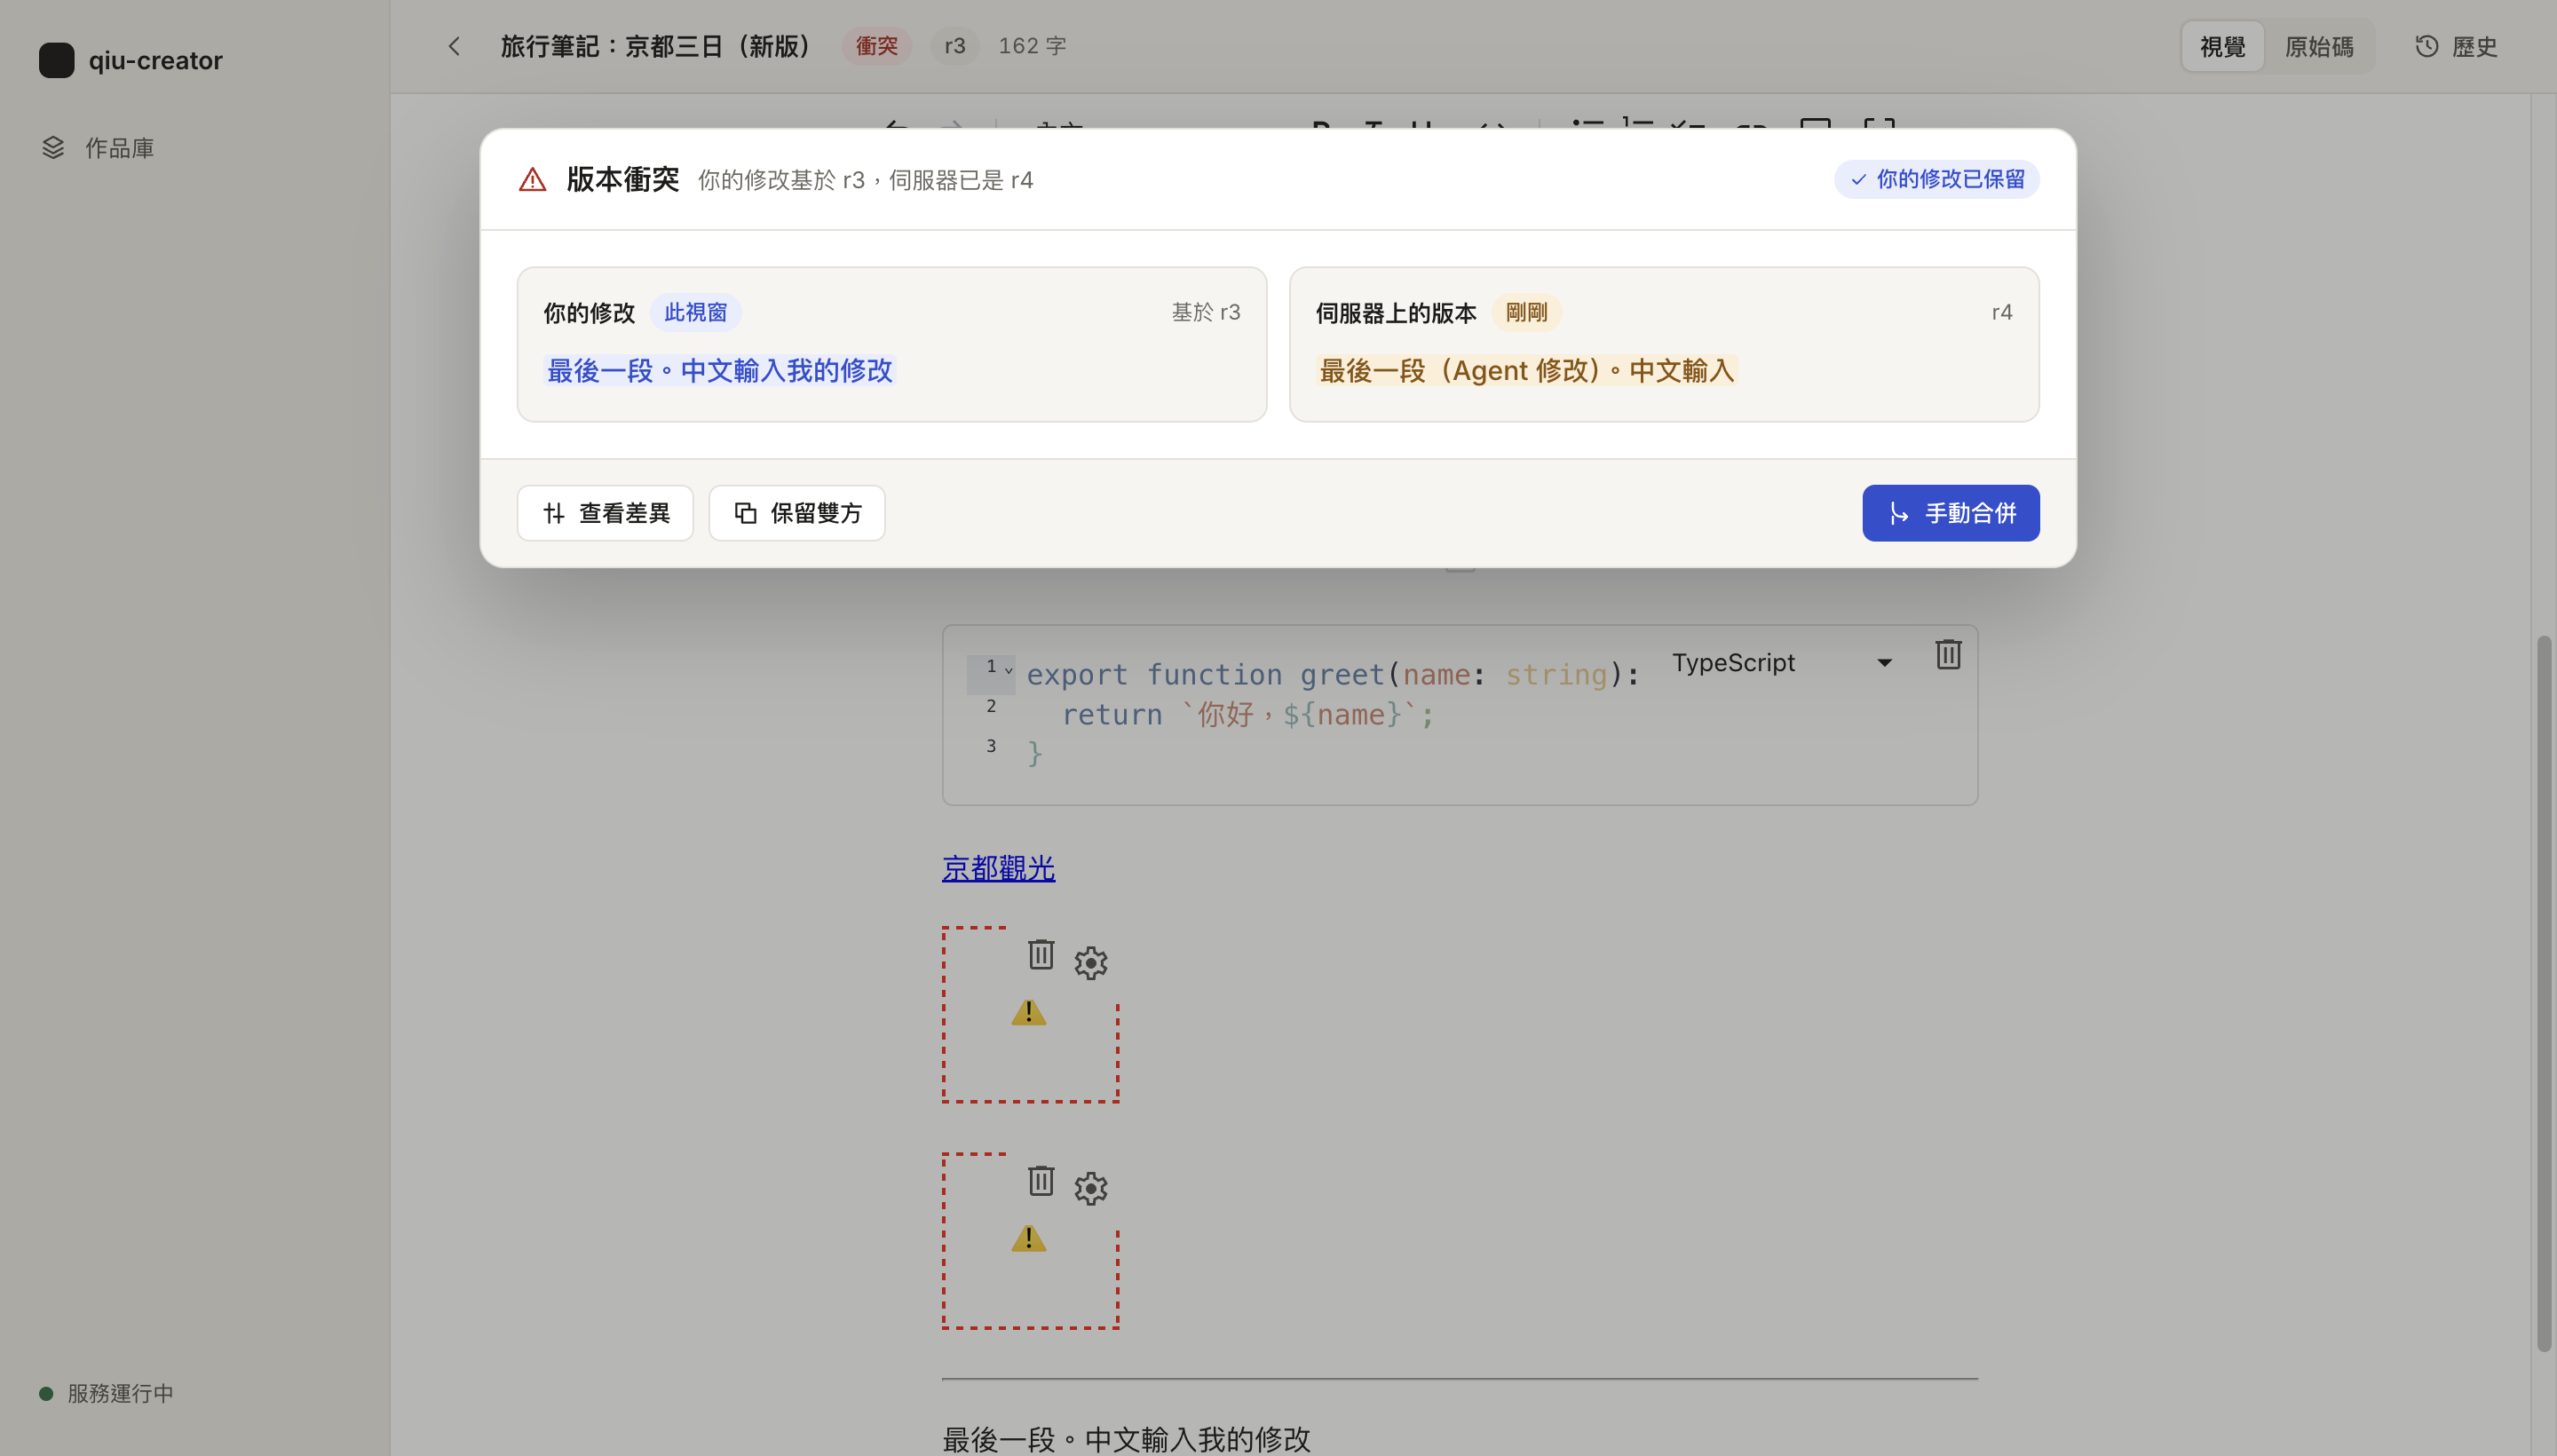 qiu-creator
作品庫
服務運行中
旅行筆記：京都三日（新版） 衝突 r3 162 字
視覺 原始碼 歷史
版本衝突 你的修改基於 r3，伺服器已是 r4 你的修改已保留
你的修改 此視窗 基於 r3
最後一段。中文輸入我的修改
伺服器上的版本 剛剛 r4
最後一段（Agent 修改）。中文輸入
查看差異 保留雙方 手動合併
1 export function greet(name: string): TypeScript
2 return `你好，${name}`;
3 }
京都觀光
最後一段。中文輸入我的修改